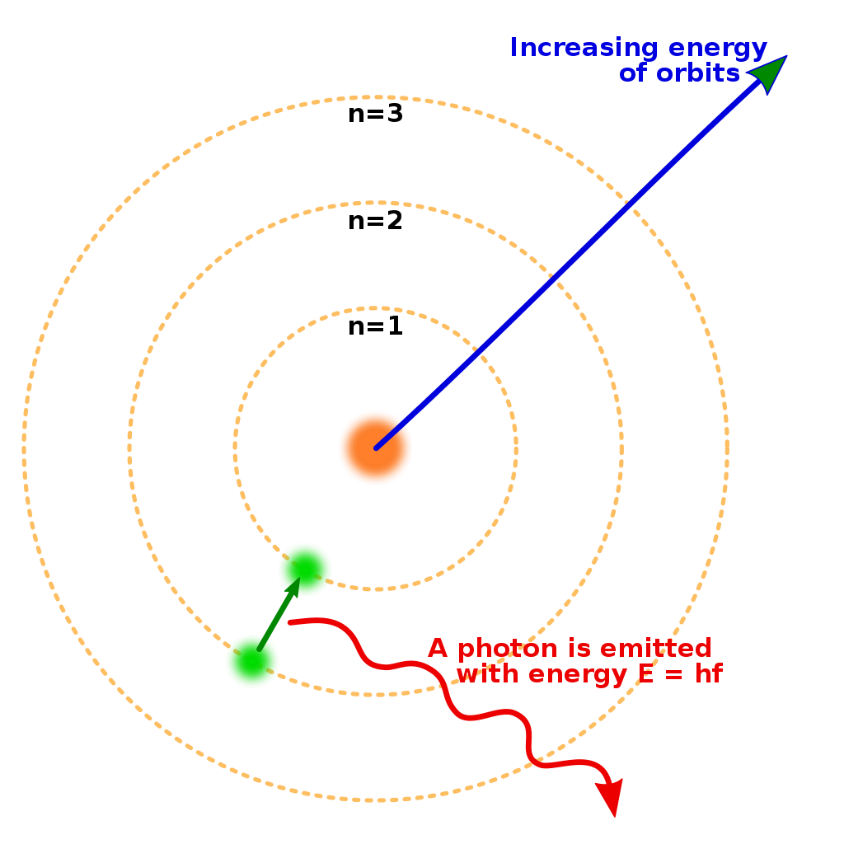 Increasing energy
of orbits
n=3
n=2
n=1
A photon is emitted
with energy E = hf